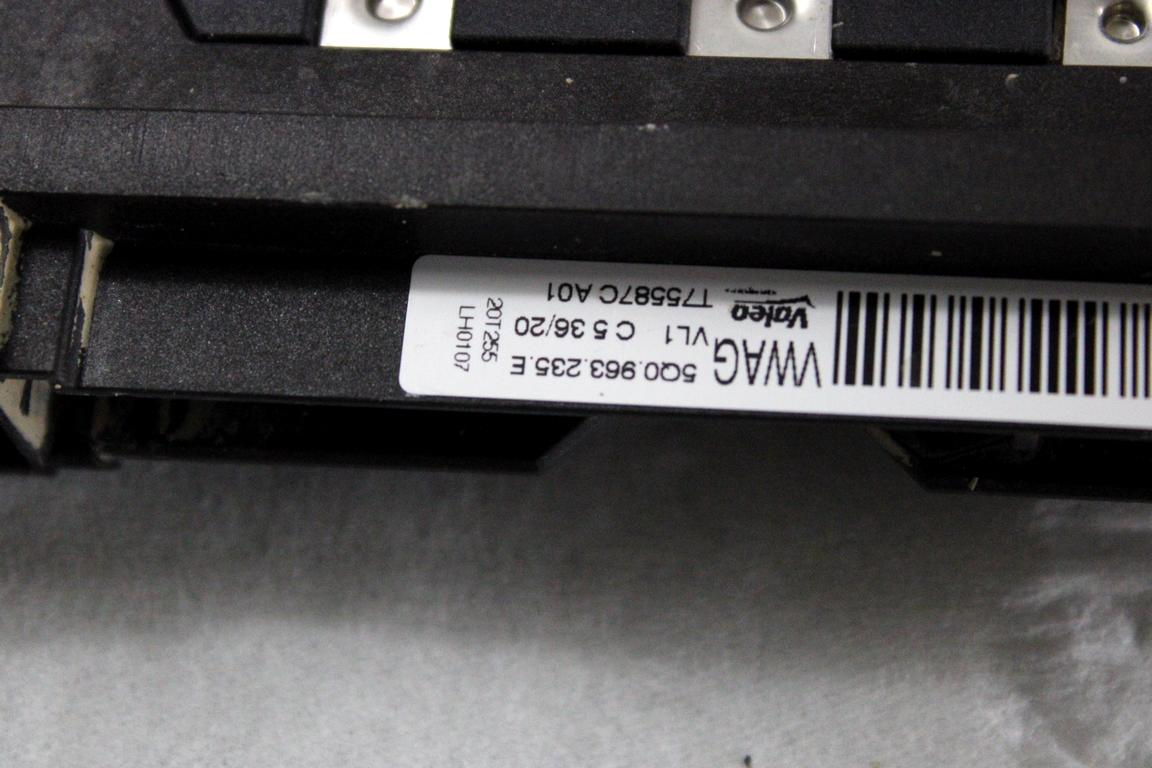 VWAG
5Q0.963.235.E
VL1 C 5 36/20
Valeo
T75587C A01
20T255
LH0107